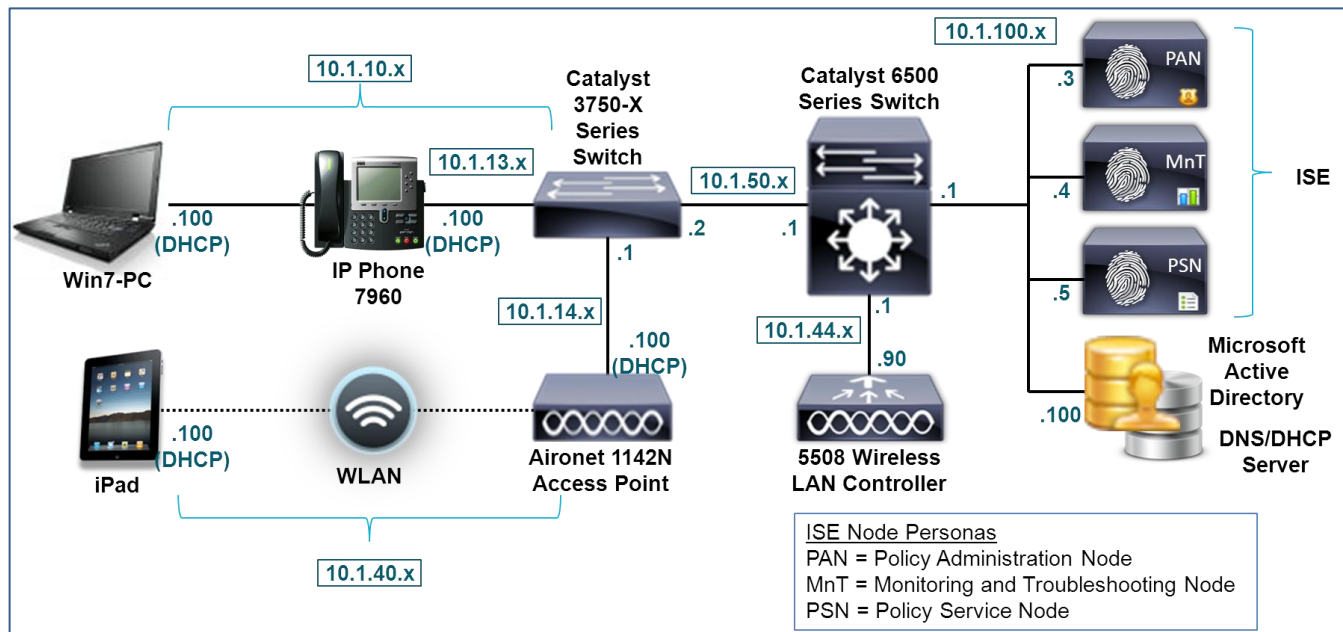 10.1.100.x
PAN
.3
10.1.10.x
Catalyst
3750-X
Series
Switch
Catalyst 6500
Series Switch
MnT
.4
ISE
10.1.13.x
10.1.50.x
.1
.100
(DHCP)
.100
(DHCP)
.2
.1
.1
Win7-PC
IP Phone
7960
PSN
.5
10.1.14.x
.1
10.1.44.x
.100
(DHCP)
.90
Microsoft
Active
Directory
.100
DNS/DHCP
Server
.100
(DHCP)
iPad
WLAN
Aironet 1142N
Access Point
5508 Wireless
LAN Controller
10.1.40.x
ISE Node Personas
PAN = Policy Administration Node
MnT = Monitoring and Troubleshooting Node
PSN = Policy Service Node